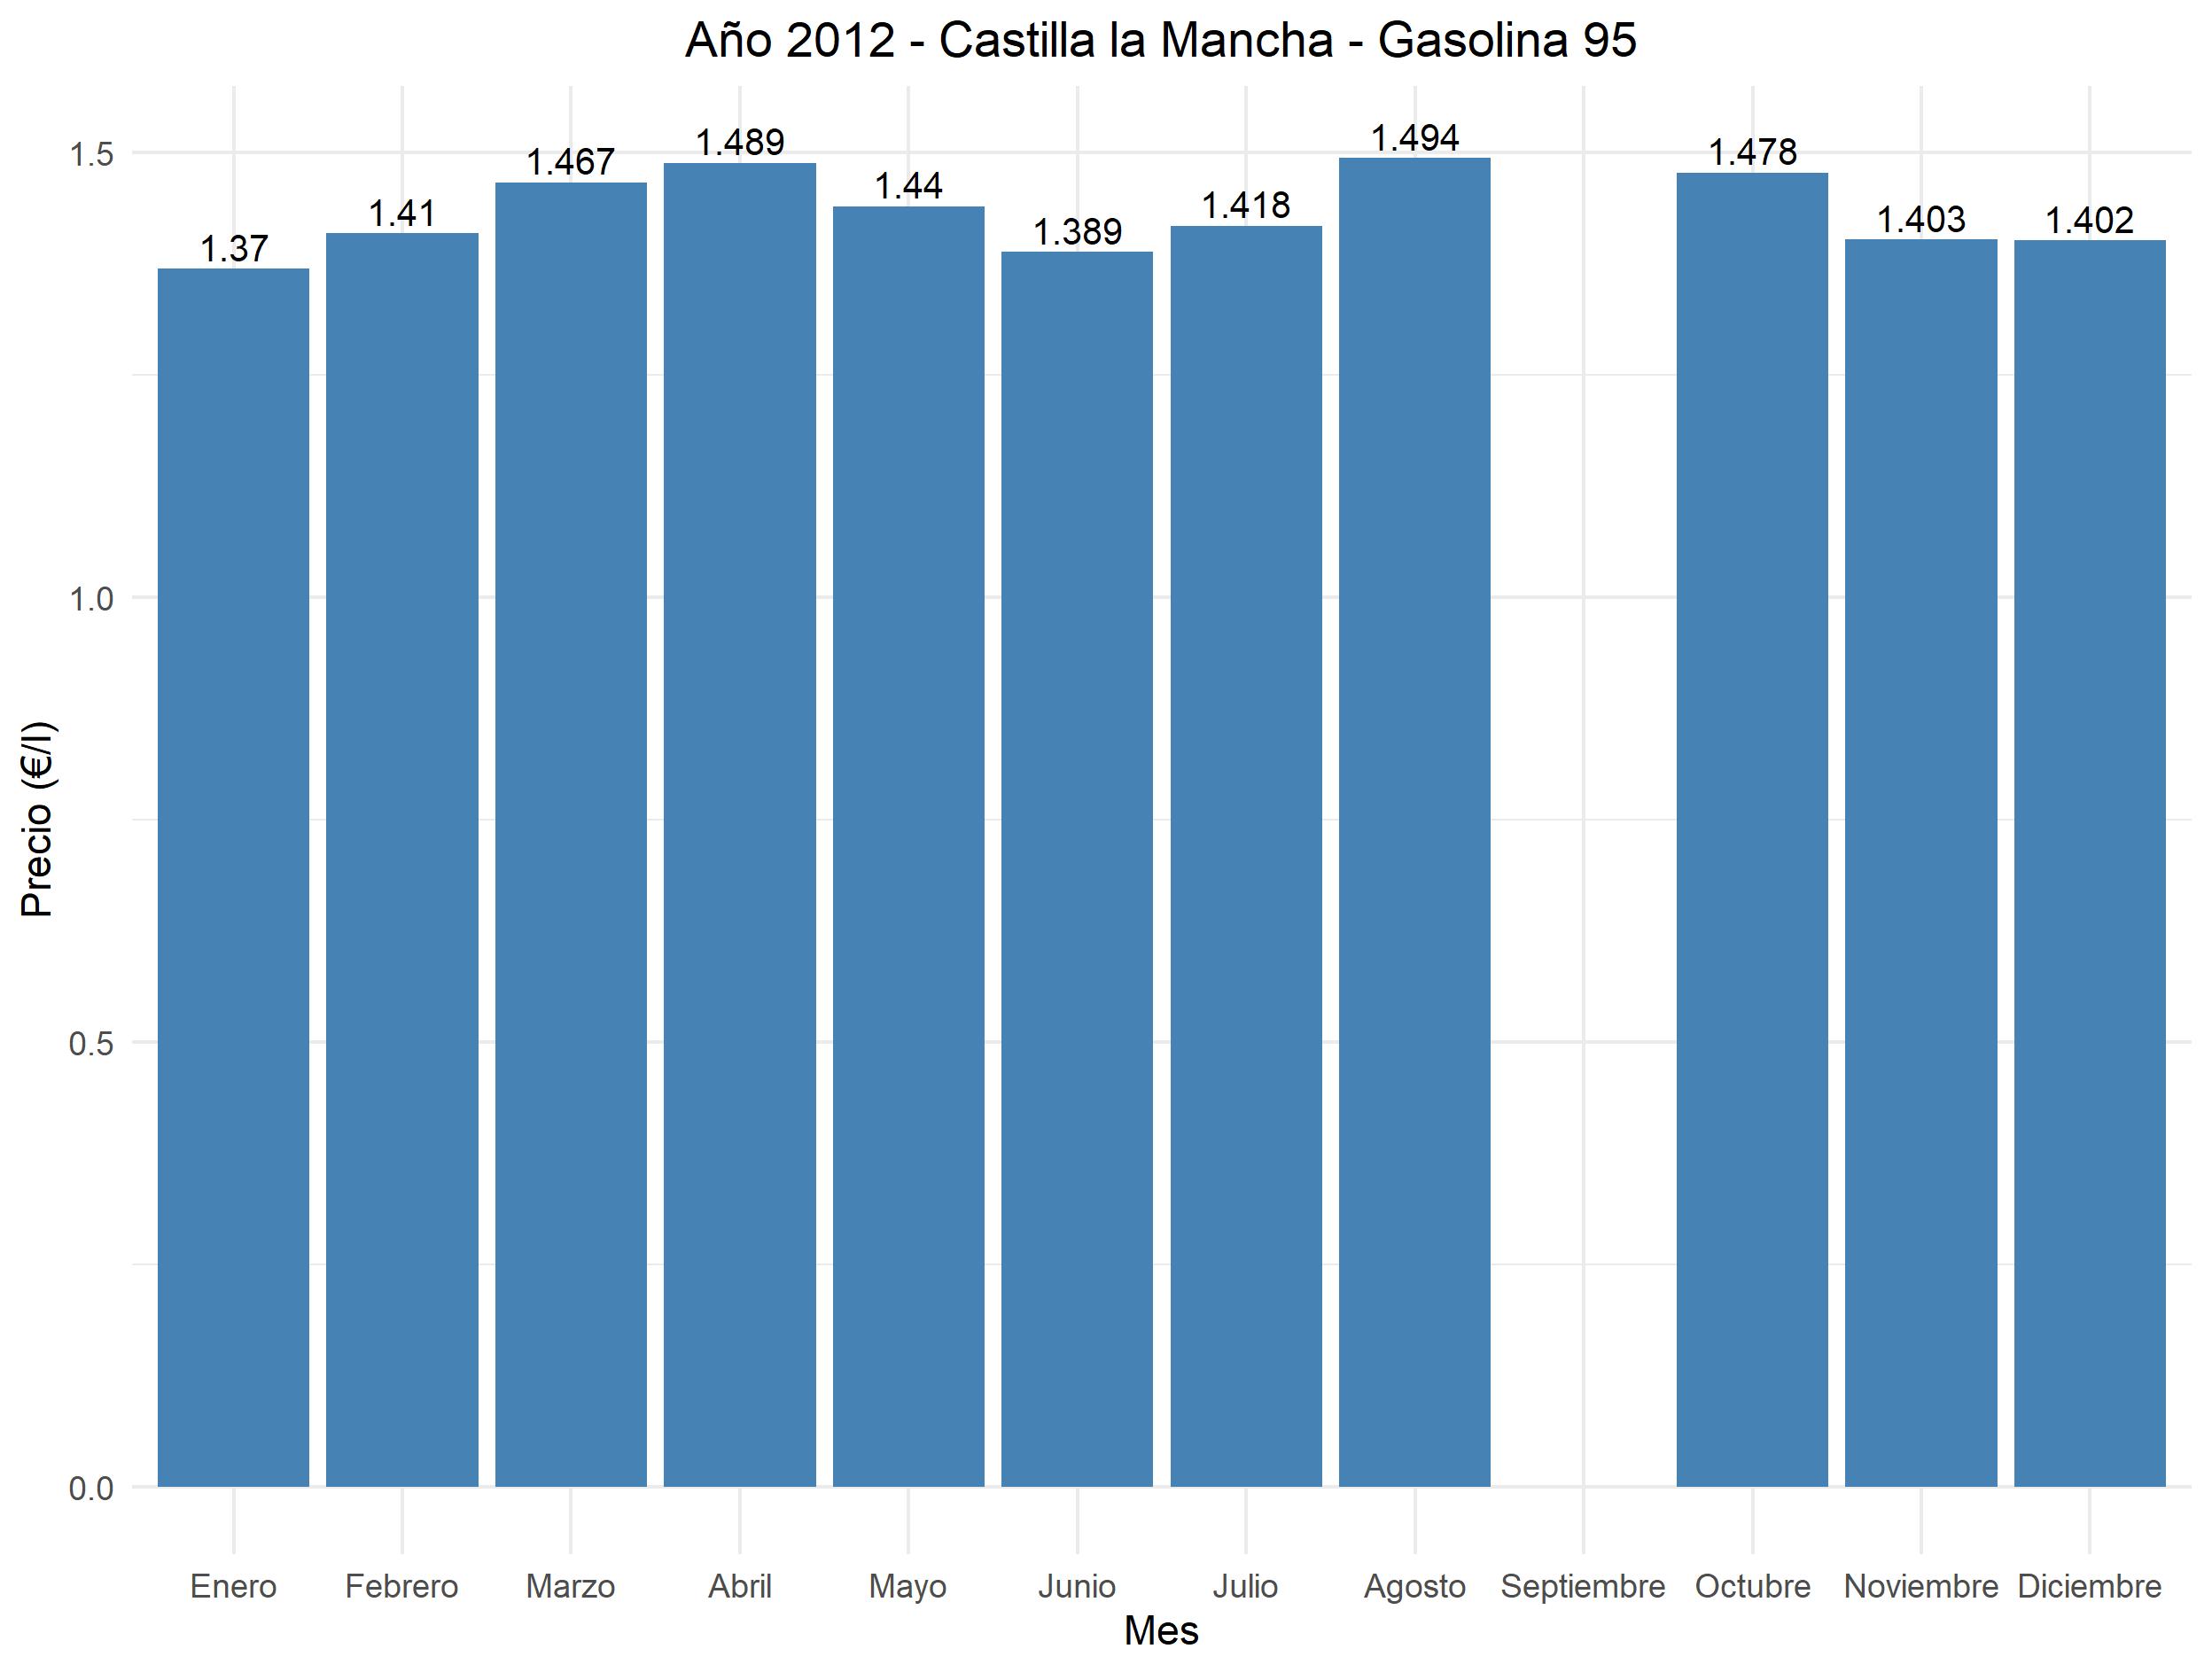 Año 2012 - Castilla la Mancha - Gasolina 95
1.5
1.0
0.5
0.0
Precio (€/l)
1.37
1.41
1.467
1.489
1.44
1.389
1.418
1.494
1.478
1.403
1.402
Enero
Febrero
Marzo
Abril
Mayo
Junio
Julio
Agosto
Septiembre
Octubre
Noviembre
Diciembre
Mes